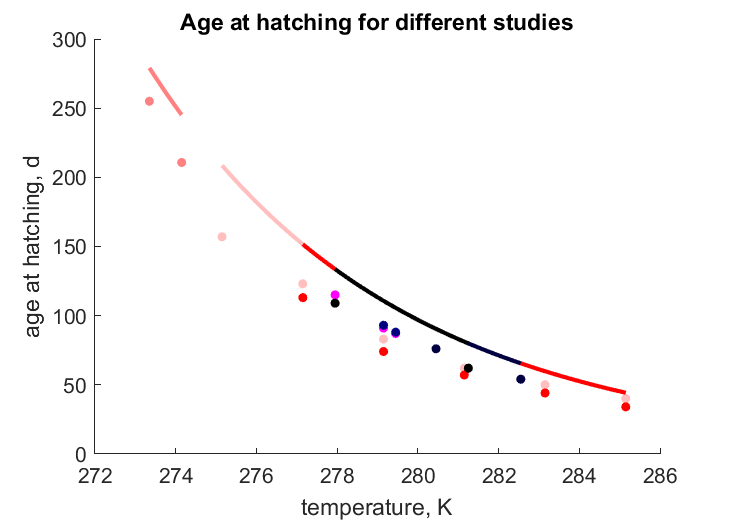 Age at hatching for different studies
300
250
200
150
100
50
0
age at hatching, d
272 274 276 278 280 282 284 286
temperature, K